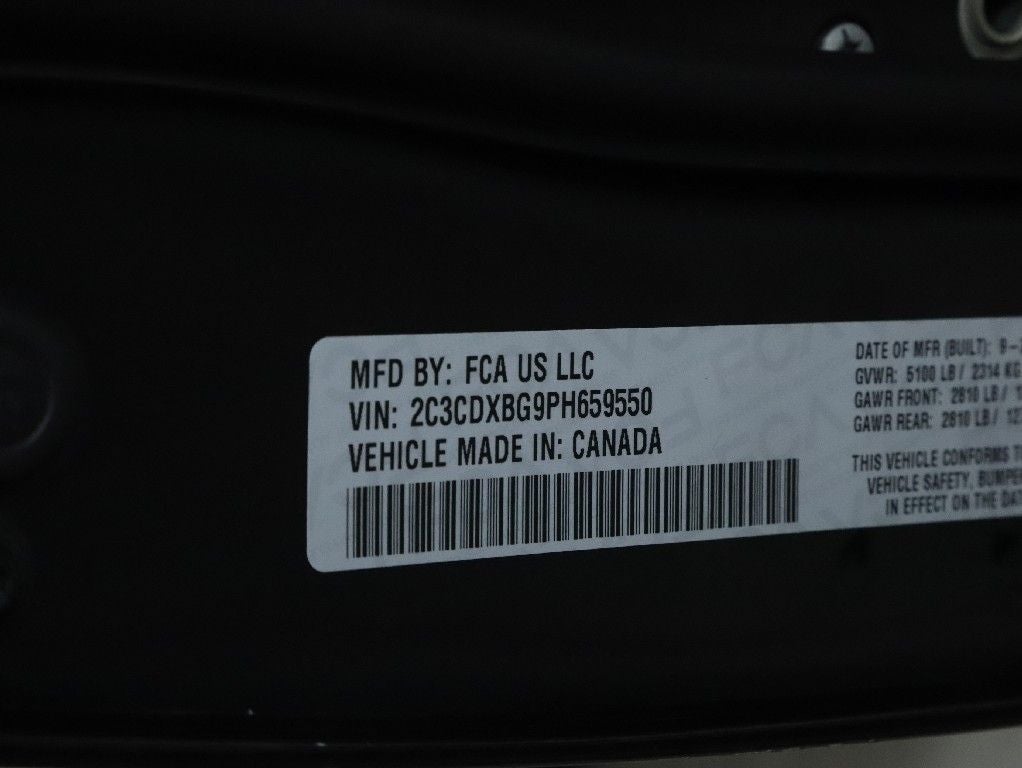 MFD BY: FCA US LLC
VIN: 2C3CDXBG9PH659550
VEHICLE MADE IN: CANADA
DATE OF MFR (BUILT):
GVWR: 5100 LB / 2314 KG
GAWR FRONT: 2810 LB /
GAWR REAR: 2810 LB /
THIS VEHICLE CONFORMS
VEHICLE SAFETY, BUMPER
IN EFFECT ON THE